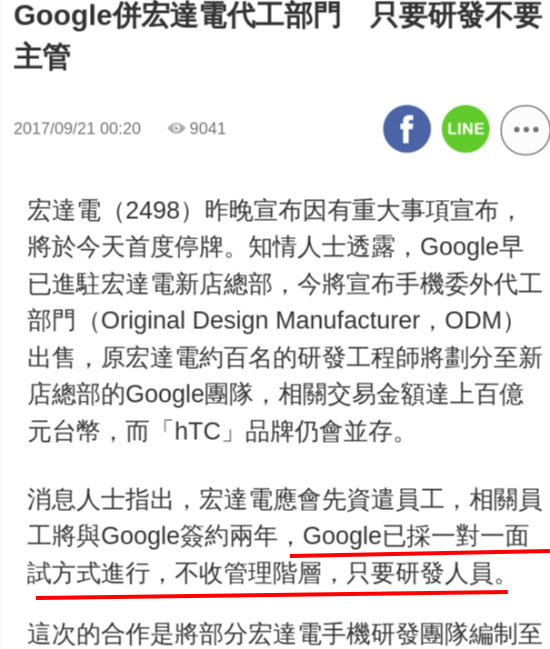 Google併宏達電代工部門　只要研發不要
主管
2017/09/21 00:20 9041
f LINE
宏達電（2498）昨晚宣布因有重大事項宣布，
將於今天首度停牌。知情人士透露，Google早
已進駐宏達電新店總部，今將宣布手機委外代工
部門（Original Design Manufacturer，ODM）
出售，原宏達電約百名的研發工程師將劃分至新
店總部的Google團隊，相關交易金額達上百億
元台幣，而「hTC」品牌仍會並存。
消息人士指出，宏達電應會先資遣員工，相關員
工將與Google簽約兩年，Google已採一對一面
試方式進行，不收管理階層，只要研發人員。
這次的合作是將部分宏達電手機研發團隊編制至